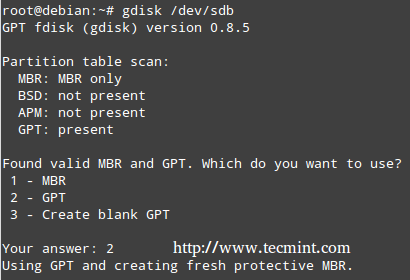 root@debian:~# gdisk /dev/sdb
GPT fdisk (gdisk) version 0.8.5

Partition table scan:
  MBR: MBR only
  BSD: not present
  APM: not present
  GPT: present

Found valid MBR and GPT. Which do you want to use?
 1 - MBR
 2 - GPT
 3 - Create blank GPT

Your answer: 2 http://www.tecmint.com
Using GPT and creating fresh protective MBR.